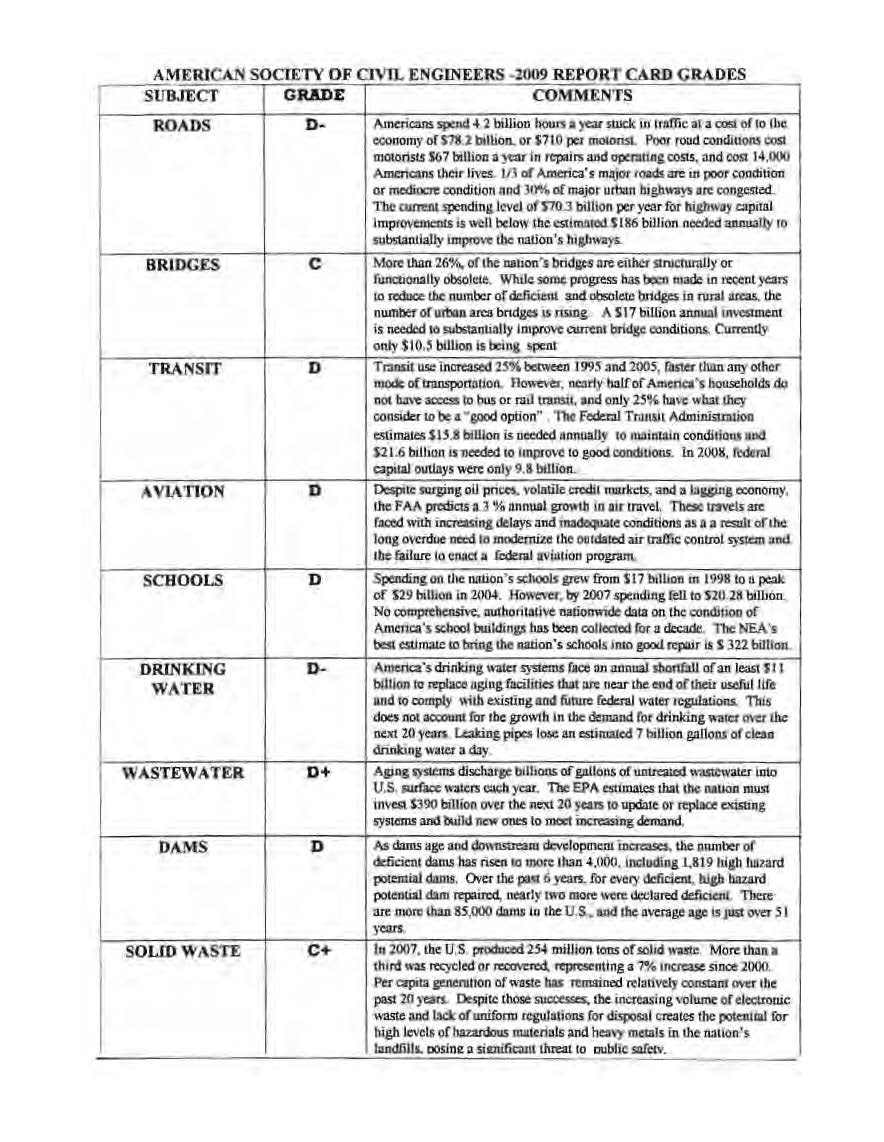 AMERICAN SOCIETY OF CIVIL ENGINEERS -2009 REPORT CARD GRADES
SUBJECT GRADE COMMENTS
ROADS D- Americans spend 4.2 billion hours a year stuck in traffic at a cost of to the
economy of $78.2 billion, or $710 per motorist. Poor road conditions cost
motorists $67 billion a year in repairs and operating costs, and cost 14,000
Americans their lives. 1/3 of America's major roads are in poor condition
or mediocre condition and 30% of major urban highways are congested.
The current spending level of $70.3 billion per year for highway capital
improvements is well below the estimated $186 billion needed annually to
substantially improve the nation's highways.
BRIDGES C More than 26%, of the nation's bridges are either structurally or
functionally obsolete. While some progress has been made in recent years
to reduce the number of deficient and obsolete bridges in rural areas, the
number of urban area bridges is rising. A $17 billion annual investment
is needed to substantially improve current bridge conditions. Currently
only $10.5 billion is being spent
TRANSIT D Transit use increased 25% between 1995 and 2005, faster than any other
mode of transportation. However, nearly half of America's households do
not have access to bus or rail transit, and only 25% have what they
consider to be a "good option". The Federal Transit Administration
estimates $15.8 billion is needed annually to maintain conditions and
$21.6 billion is needed to improve to good conditions. In 2008, federal
capital outlays were only 9.8 billion.
AVIATION D Despite surging oil prices, volatile credit markets, and a lagging economy,
the FAA predicts a 3 % annual growth in air travel. These travels are
faced with increasing delays and inadequate conditions as a a result of the
long overdue need to modernize the outdated air traffic control system and
the failure to enact a federal aviation program.
SCHOOLS D Spending on the nation's schools grew from $17 billion in 1998 to a peak
of $29 billion in 2004. However, by 2007 spending fell to $20.28 billion.
No comprehensive, authoritative nationwide data on the condition of
America's school buildings has been collected for a decade. The NEA's
best estimate to bring the nation's schools into good repair is $ 322 billion.
DRINKING D- America's drinking water systems face an annual shortfall of an least $11
WATER billion to replace aging facilities that are near the end of their useful life
and to comply with existing and future federal water regulations. This
does not account for the growth in the demand for drinking water over the
next 20 years. Leaking pipes lose an estimated 7 billion gallons of clean
drinking water a day.
WASTEWATER D+ Aging systems discharge billions of gallons of untreated wastewater into
U.S. surface waters each year. The EPA estimates that the nation must
invest $390 billion over the next 20 years to update or replace existing
systems and build new ones to meet increasing demand.
DAMS D As dams age and downstream development increases, the number of
deficient dams has risen to more than 4,000, including 1,819 high hazard
potential dams. Over the past 6 years, for every deficient, high hazard
potential dam repaired, nearly two more were declared deficient. There
are more than 85,000 dams in the U.S., and the average age is just over 51
years.
SOLID WASTE C+ In 2007, the U.S. produced 254 million tons of solid waste. More than a
third was recycled or recovered, representing a 7% increase since 2000.
Per capita generation of waste has remained relatively constant over the
past 20 years. Despite those successes, the increasing volume of electronic
waste and lack of uniform regulations for disposal creates the potential for
high levels of hazardous materials and heavy metals in the nation's
landfills, posing a significant threat to public safety.